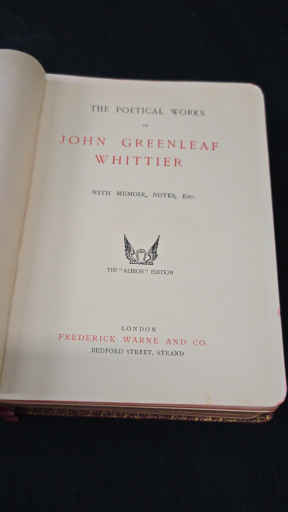 THE POETICAL WORKS
OF
JOHN GREENLEAF
WHITTIER
WITH MEMOIR, NOTES, Etc.
THE "ALBION" EDITION
LONDON
FREDERICK WARNE AND CO.
BEDFORD STREET, STRAND